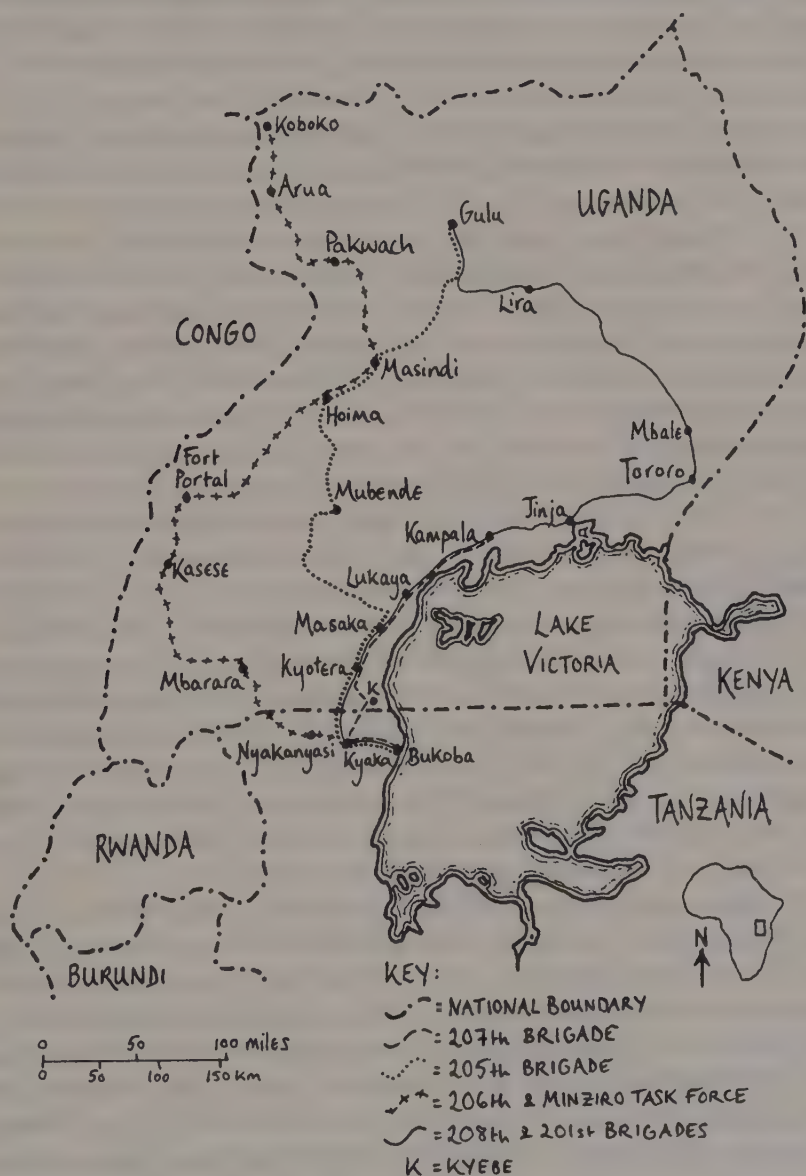 Koboko
Arua
Gulu
UGANDA
Pakwach
Lira
CONGO
Masindi
Hoima
Mbale
Fort
Portal
Tororo
Mubende
Jinja
Kampala
Kasese
Lukaya
Masaka
LAKE
VICTORIA
Kyotera
Mbarara
K
KENYA
Nyakanyasi
Kyaka
Bukoba
TANZANIA
RWANDA
N
BURUNDI
KEY:
= NATIONAL BOUNDARY
= 207th BRIGADE
= 205th BRIGADE
= 206th & MINZIRO TASK FORCE
= 208th & 201st BRIGADES
K = KYEBE
0 50 100 miles
0 50 100 150 Km